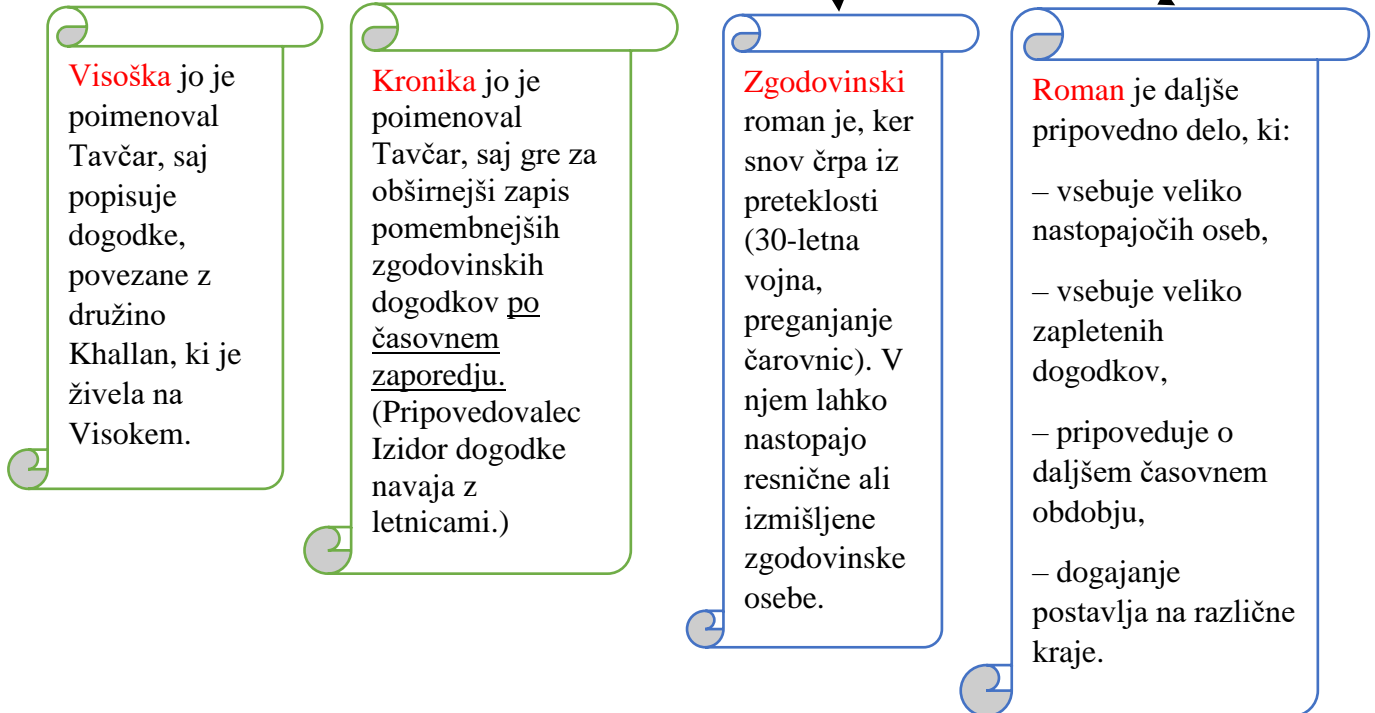 Visoška jo je
poimenoval
Tavčar, saj
popisuje
dogodke,
povezane z
družino
Khallan, ki je
živela na
Visokem.
Kronika jo je
poimenoval
Tavčar, saj gre za
obširnejši zapis
pomembnejših
zgodovinskih
dogodkov po
časovnem
zaporedju.
(Pripovedovalec
Izidor dogodke
navaja z
letnicami.)
Zgodovinski
roman je, ker
snov črpa iz
preteklosti
(30-letna
vojna,
preganjanje
čarovnic). V
njem lahko
nastopajo
resnične ali
izmišljene
zgodovinske
osebe.
Roman je daljše
pripovedno delo, ki:
– vsebuje veliko
nastopajočih oseb,
– vsebuje veliko
zapletenih
dogodkov,
– pripoveduje o
daljšem časovnem
obdobju,
– dogajanje
postavlja na različne
kraje.